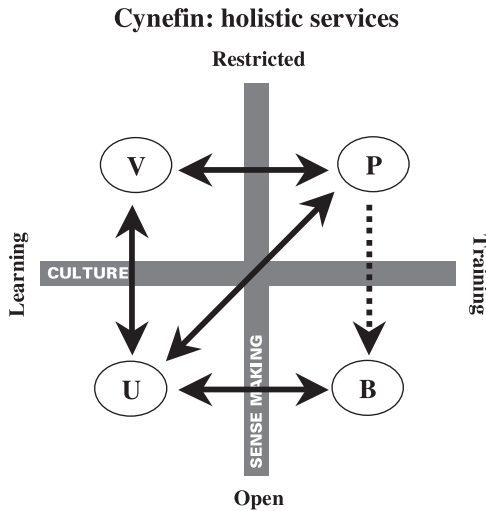 Cynefin: holistic services
Restricted
V
P
Learning
CULTURE
Training
SENSE MAKING
U
B
Open